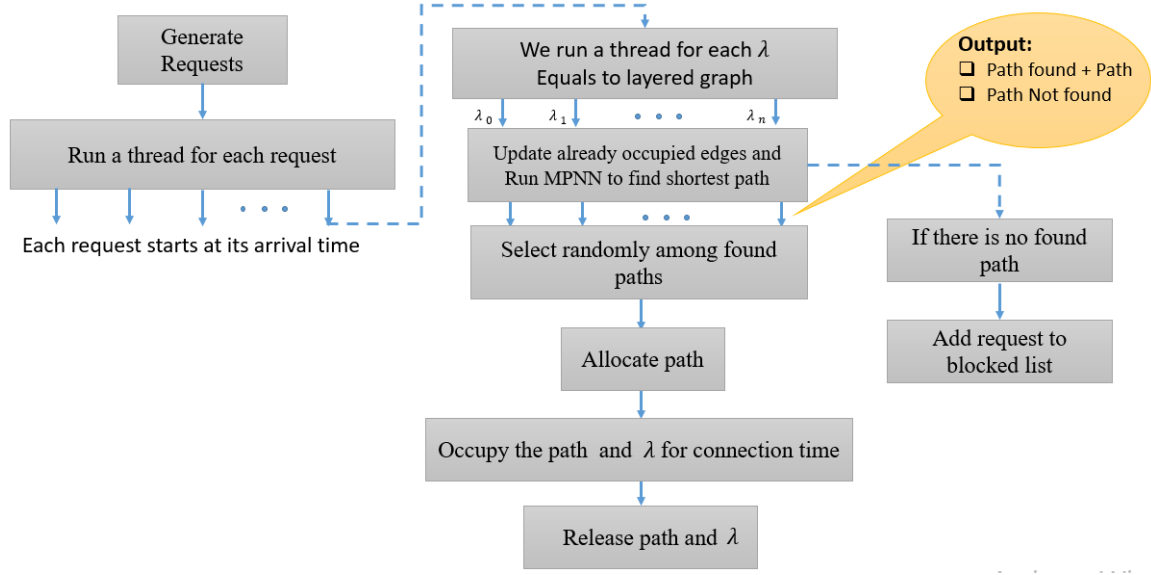 Generate
Requests
Run a thread for each request
Each request starts at its arrival time
We run a thread for each λ
Equals to layered graph
λ0 λ1 λn
Update already occupied edges and
Run MPNN to find shortest path
Output:
Path found + Path
Path Not found
Select randomly among found
paths
If there is no found
path
Allocate path
Add request to
blocked list
Occupy the path and λ for connection time
Release path and λ